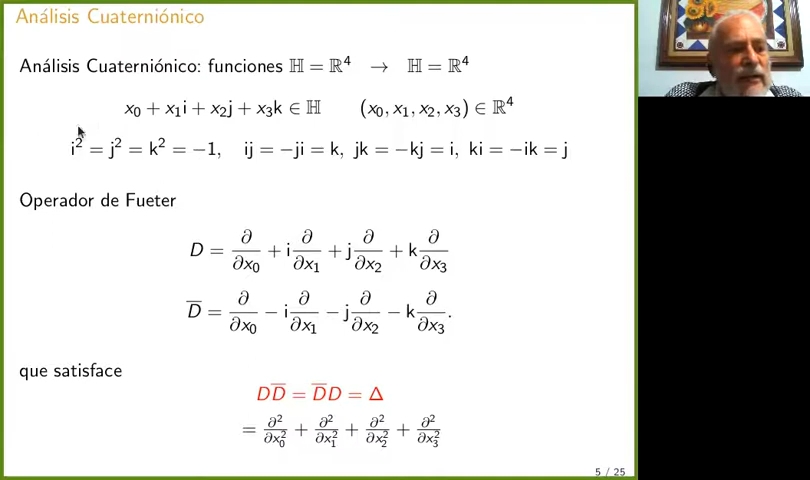 Análisis Cuaterniónico
Análisis Cuaterniónico: funciones ℍ = ℝ⁴ → ℍ = ℝ⁴
x₀ + x₁i + x₂j + x₃k ∈ ℍ (x₀, x₁, x₂, x₃) ∈ ℝ⁴
i² = j² = k² = −1, ij = −ji = k, jk = −kj = i, ki = −ik = j
Operador de Fueter
D = ∂/∂x₀ + i ∂/∂x₁ + j ∂/∂x₂ + k ∂/∂x₃
D̅ = ∂/∂x₀ − i ∂/∂x₁ − j ∂/∂x₂ − k ∂/∂x₃.
que satisface
DD̅ = D̅D = Δ
= ∂²/∂x₀² + ∂²/∂x₁² + ∂²/∂x₂² + ∂²/∂x₃²
5 / 25